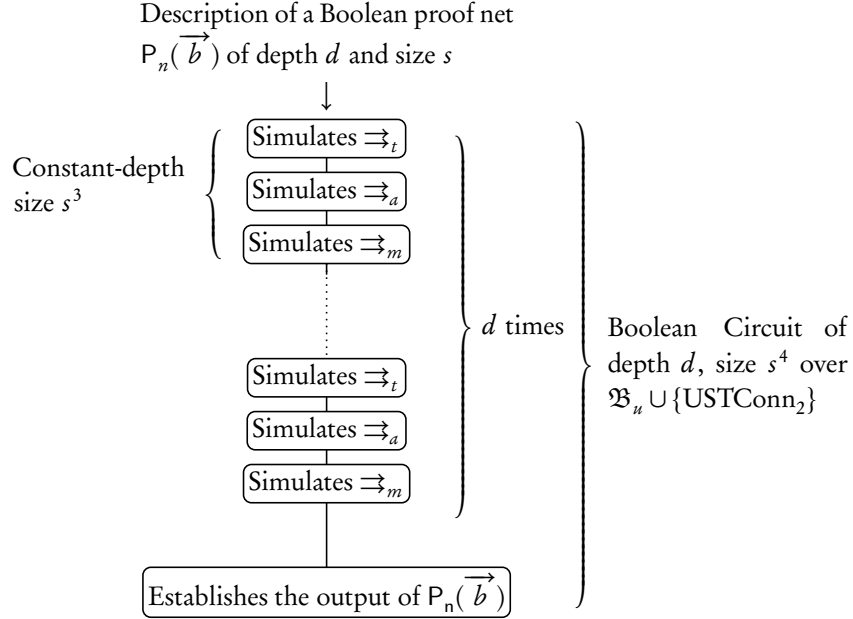 Description of a Boolean proof net
P_n(\overrightarrow{b}) of depth d and size s
Simulates ⇉_t
Constant-depth
size s^3
Simulates ⇉_a
Simulates ⇉_m
d times
Boolean Circuit of
depth d, size s^4 over
𝔅_u ∪ {USTConn_2}
Simulates ⇉_t
Simulates ⇉_a
Simulates ⇉_m
Establishes the output of P_n(\overrightarrow{b})